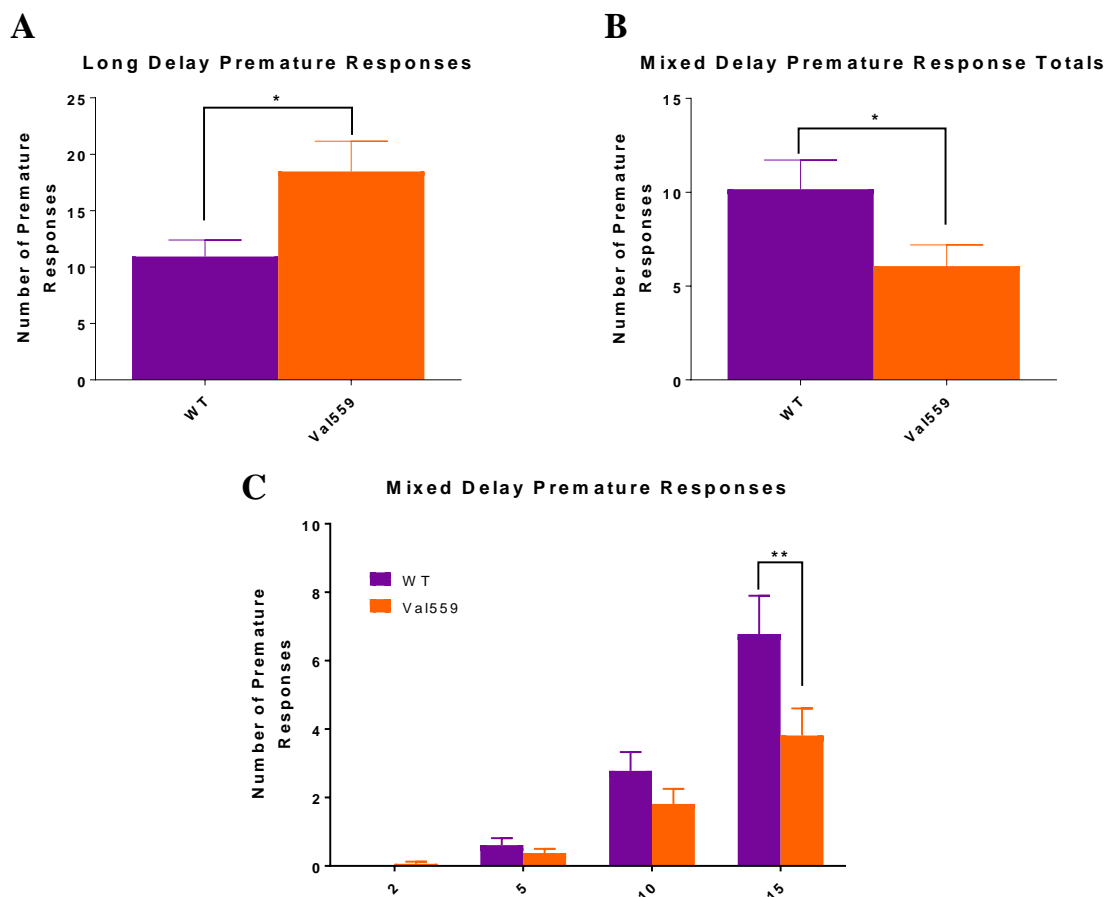 A
Long Delay Premature Responses
Number of Premature
Responses
25
20
15
10
5
0
*
WT
Val559
B
Mixed Delay Premature Response Totals
Number of Premature
Responses
15
10
5
0
*
WT
Val559
C
Mixed Delay Premature Responses
Number of Premature
Responses
10
8
6
4
2
0
WT
Val559
**
2
5
10
15